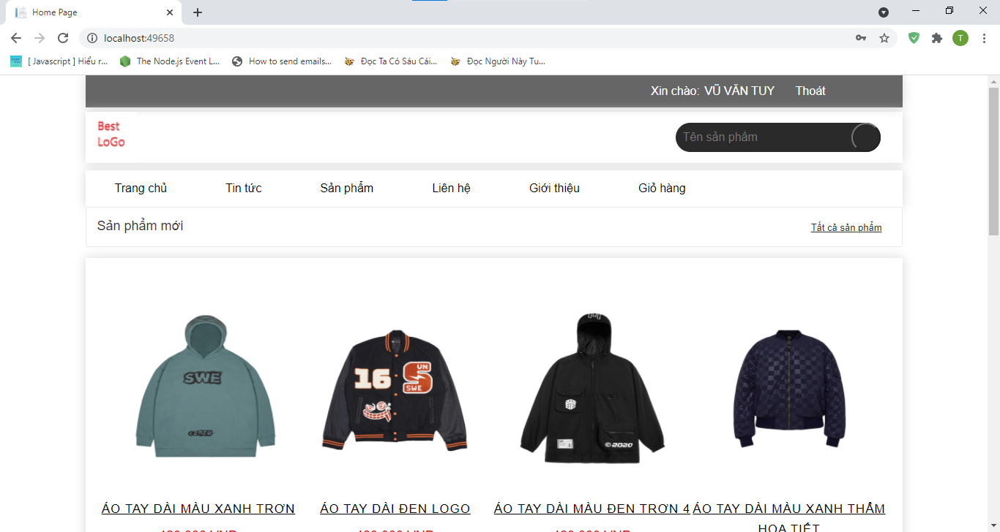 Home Page
localhost:49658
T
[ Javascript ] Hiểu r...
The Node.js Event L...
How to send emails...
Đọc Ta Có Sáu Cái...
Đọc Người Này Tu...
Xin chào: VŨ VĂN TUY Thoát
Best
LoGo
Tên sản phẩm
Trang chủ Tin tức Sản phẩm Liên hệ Giới thiệu Giỏ hàng
Sản phẩm mới
Tất cả sản phẩm
SWE
©2020
16
S
UN
SWE
©2020
ÁO TAY DÀI MÀU XANH TRƠN
ÁO TAY DÀI ĐEN LOGO
ÁO TAY DÀI MÀU ĐEN TRƠN 4
ÁO TAY DÀI MÀU XANH THẪM
HỌA TIẾT